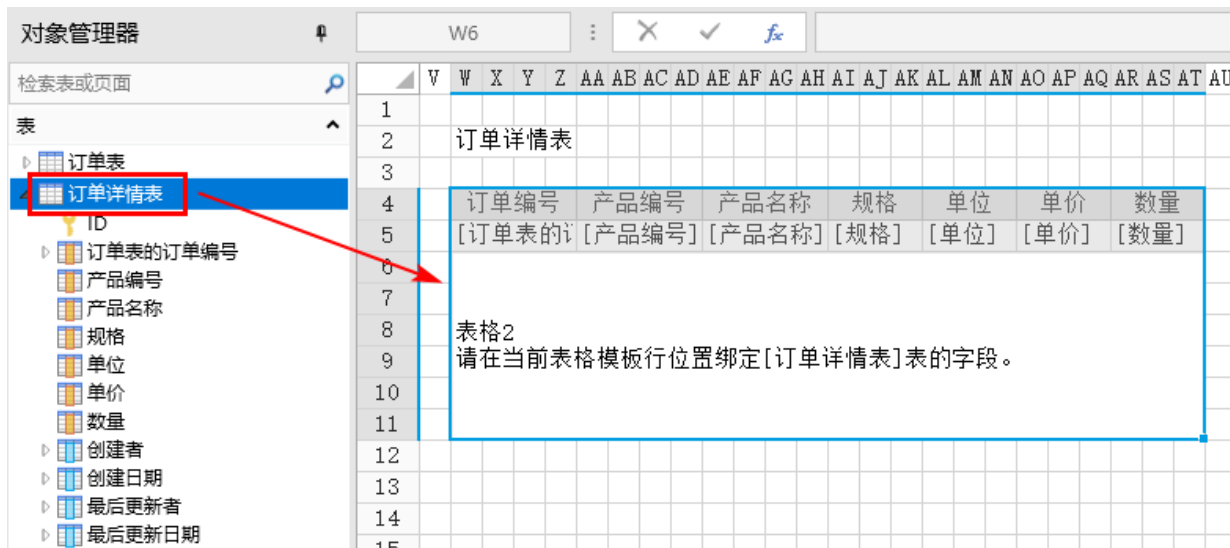 对象管理器
检索表或页面
表
订单表
订单详情表
ID
订单表的订单编号
产品编号
产品名称
规格
单位
单价
数量
创建者
创建日期
最后更新者
最后更新日期
W6 fx
V W X Y Z AA AB AC AD AE AF AG AH AI AJ AK AL AM AN AO AP AQ AR AS AT AU
1
2 订单详情表
3
4 订单编号 产品编号 产品名称 规格 单位 单价 数量
5 [订单表的 [产品编号] [产品名称] [规格] [单位] [单价] [数量]
6
7
8 表格2
9 请在当前表格模板行位置绑定[订单详情表]表的字段。
10
11
12
13
14
15